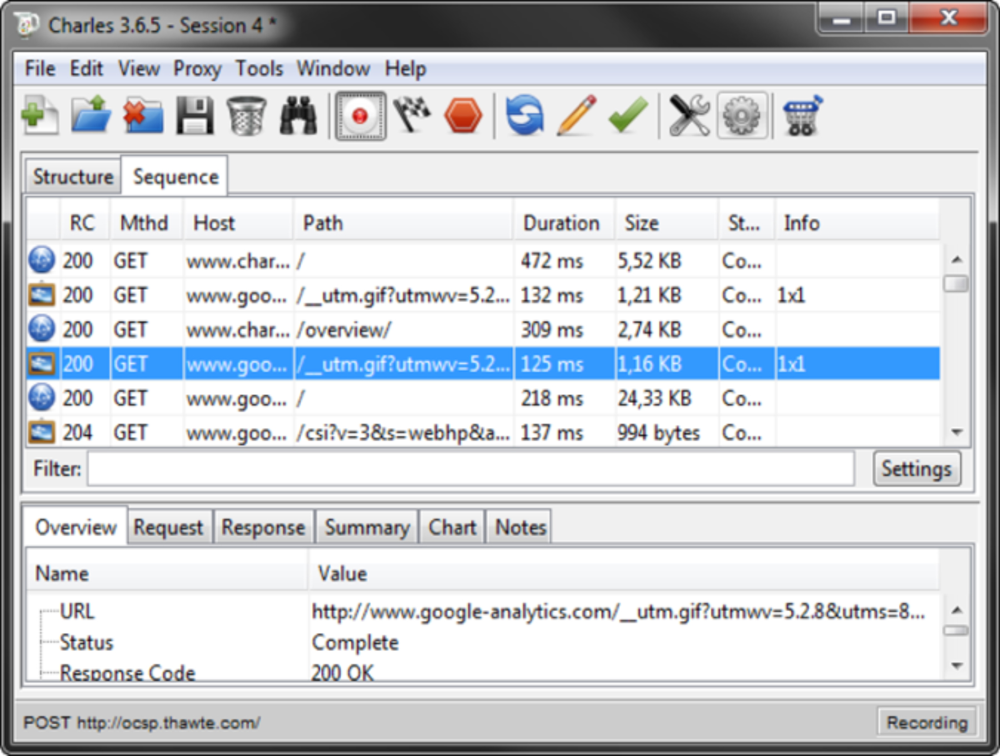 Charles 3.6.5 - Session 4 *
File Edit View Proxy Tools Window Help
Structure Sequence
RC Mthd Host Path Duration Size St... Info
200 GET www.char... / 472 ms 5,52 KB Co...
200 GET www.goo... /__utm.gif?utmwv=5.2... 132 ms 1,21 KB Co... 1x1
200 GET www.char... /overview/ 309 ms 2,74 KB Co...
200 GET www.goo... /__utm.gif?utmwv=5.2... 125 ms 1,16 KB Co... 1x1
200 GET www.goo... / 218 ms 24,33 KB Co...
204 GET www.goo... /csi?v=3&s=webhp&a... 137 ms 994 bytes Co...
Filter: Settings
Overview Request Response Summary Chart Notes
Name Value
URL http://www.google-analytics.com/__utm.gif?utmwv=5.2.8&utms=8...
Status Complete
Response Code 200 OK
POST http://ocsp.thawte.com/ Recording